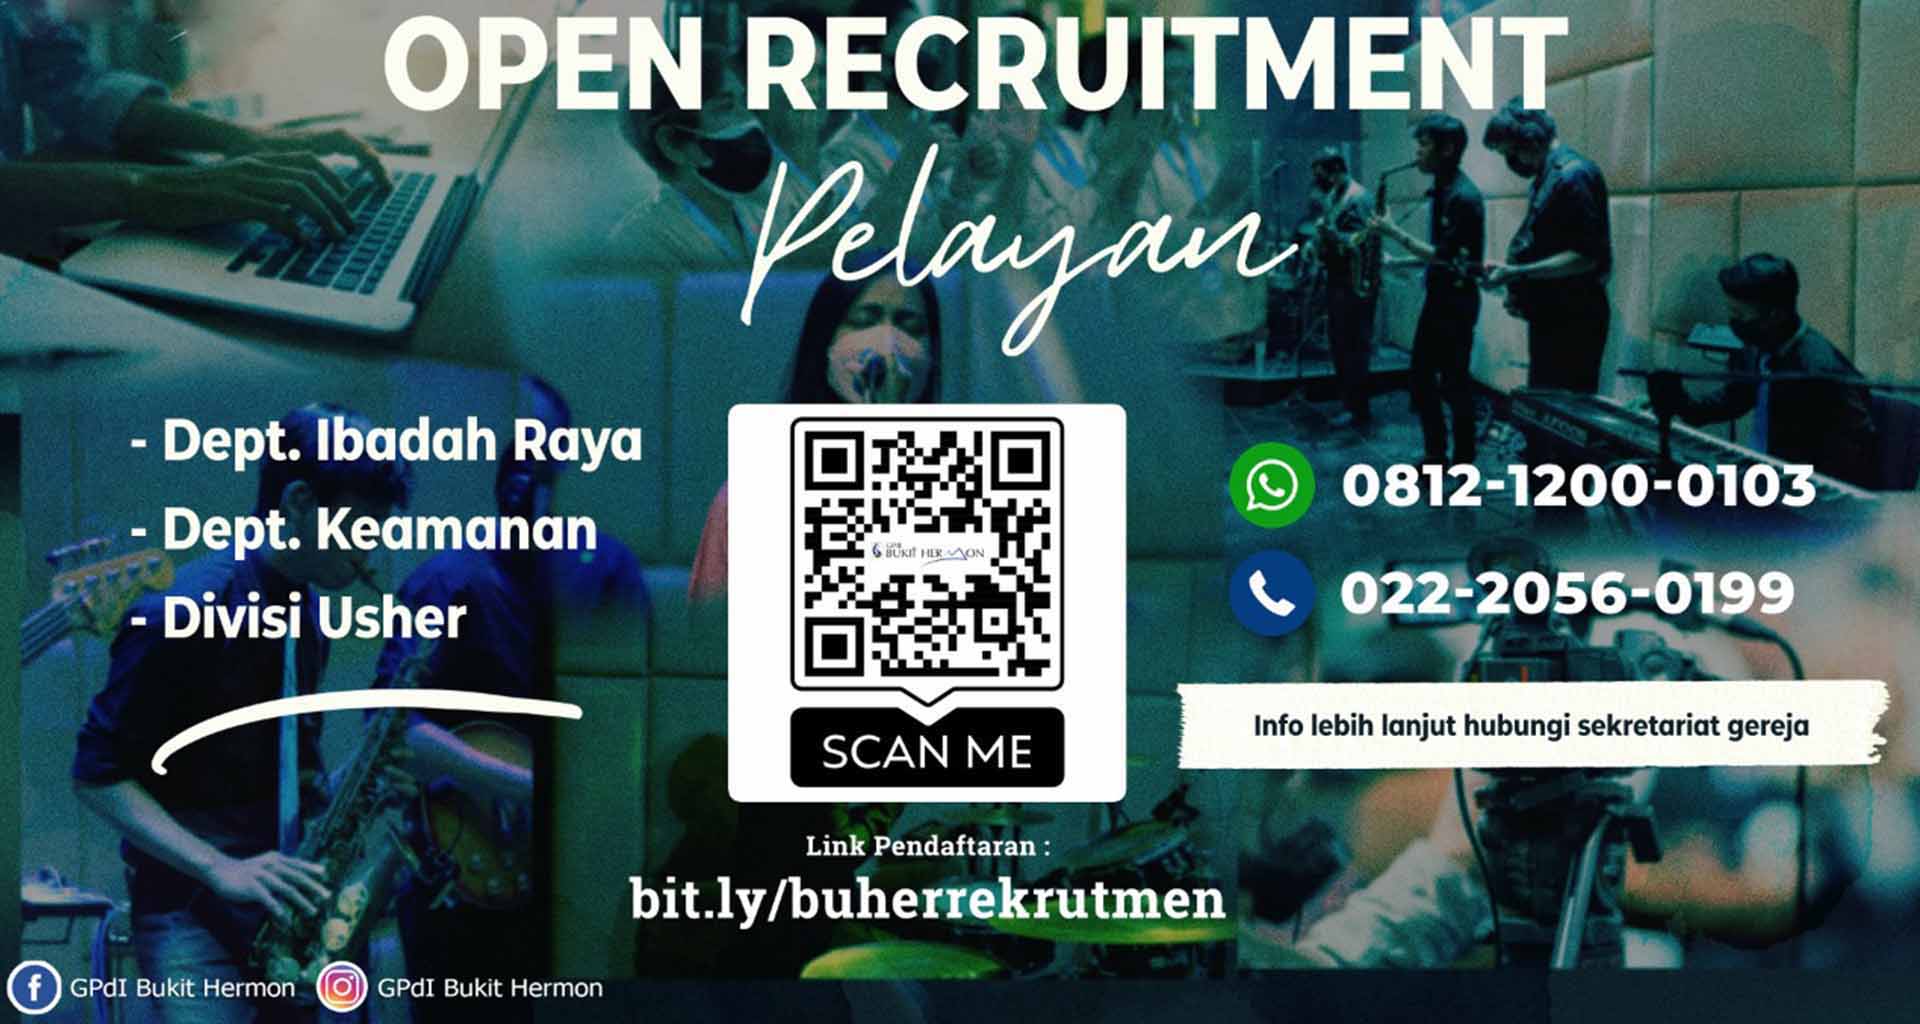 OPEN RECRUITMENT
Pelayan
- Dept. Ibadah Raya
- Dept. Keamanan
- Divisi Usher
GPdI
BUKIT HERMON
SCAN ME
Link Pendaftaran :
bit.ly/buherrekrutmen
0812-1200-0103
022-2056-0199
Info lebih lanjut hubungi sekretariat gereja
GPdI Bukit Hermon
GPdI Bukit Hermon